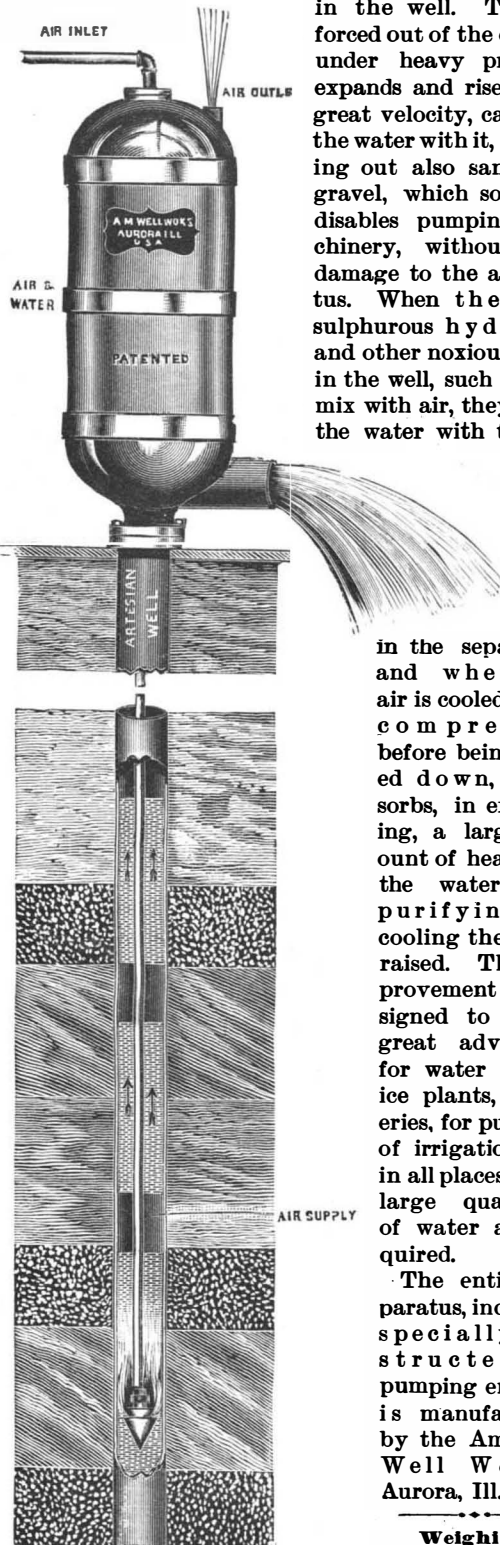 AIR INLET
AIR OUTLE
A M WELL WOKS
AURORA ILL
USA
AIR &
WATER
PATENTED
ARTESIAN
WELL
AIR SUPPLY
in the well. T
forced out of the
under heavy pr
expands and rise
great velocity, ca
the water with it,
ing out also san
gravel, which so
disables pumpin
chinery, withou
damage to the a
tus. When the
sulphurous hyd
and other noxiou
in the well, such
mix with air, they
the water with t
in the sepa
and whe
air is cooled
compre
before bein
ed down,
sorbs, in e
ing, a larg
ount of hea
the water
purifyin
cooling the
raised. Th
provement
signed to
great adv
for water
ice plants,
eries, for pu
of irrigatio
in all places
large qua
of water a
quired.
The enti
paratus, inc
specially
structe
pumping e
is manufa
by the Am
Well W
Aurora, Ill.
Weighi